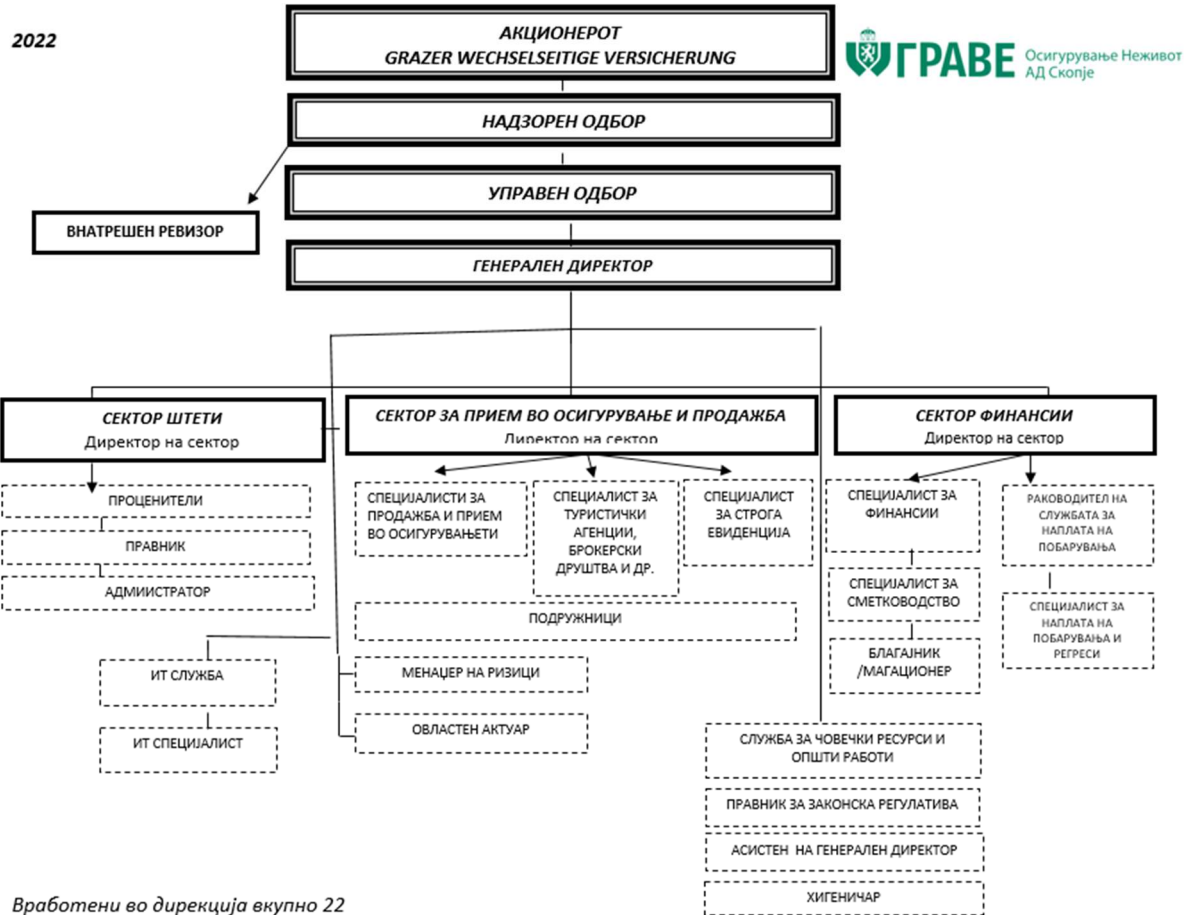 2022
АКЦИОНЕРОТ
GRAZER WECHSELSEITIGE VERSICHERUNG
ГРАВЕ Осигурување Неживот
АД Скопје
НАДЗОРЕН ОДБОР
УПРАВЕН ОДБОР
ВНАТРЕШЕН РЕВИЗОР
ГЕНЕРАЛЕН ДИРЕКТОР
СЕКТОР ШТЕТИ
Директор на сектор
СЕКТОР ЗА ПРИЕМ ВО ОСИГУРУВАЊЕ И ПРОДАЖБА
Директор на сектор
СЕКТОР ФИНАНСИИ
Директор на сектор
ПРОЦЕНИТЕЛИ
ПРАВНИК
АДМИИСТРАТОР
СПЕЦИЈАЛИСТИ ЗА
ПРОДАЖБА И ПРИЕМ
ВО ОСИГУРУВАЊЕТИ
СПЕЦИАЛИСТ ЗА
ТУРИСТИЧКИ
АГЕНЦИИ,
БРОКЕРСКИ
ДРУШТВА И ДР.
СПЕЦИЈАЛИСТ
ЗА СТРОГА
ЕВИДЕНЦИЈА
СПЕЦИЈАЛИСТ ЗА
ФИНАНСИИ
РАКОВОДИТЕЛ НА
СЛУЖБАТА ЗА
НАПЛАТА НА
ПОБАРУВАЊА
СПЕЦИЈАЛИСТ ЗА
СМЕТКОВОДСТВО
СПЕЦИЈАЛИСТ ЗА
НАПЛАТА НА
ПОБАРУВАЊА И
РЕГРЕСИ
ПОДРУЖНИЦИ
БЛАГАЈНИК
/МАГАЦИОНЕР
ИТ СЛУЖБА
МЕНАЏЕР НА РИЗИЦИ
ИТ СПЕЦИЈАЛИСТ
ОВЛАСТЕН АКТУАР
СЛУЖБА ЗА ЧОВЕЧКИ РЕСУРСИ И
ОПШТИ РАБОТИ
ПРАВНИК ЗА ЗАКОНСКА РЕГУЛАТИВА
АСИСТЕН НА ГЕНЕРАЛЕН ДИРЕКТОР
ХИГЕНИЧАР
Вработени во дирекција вкупно 22